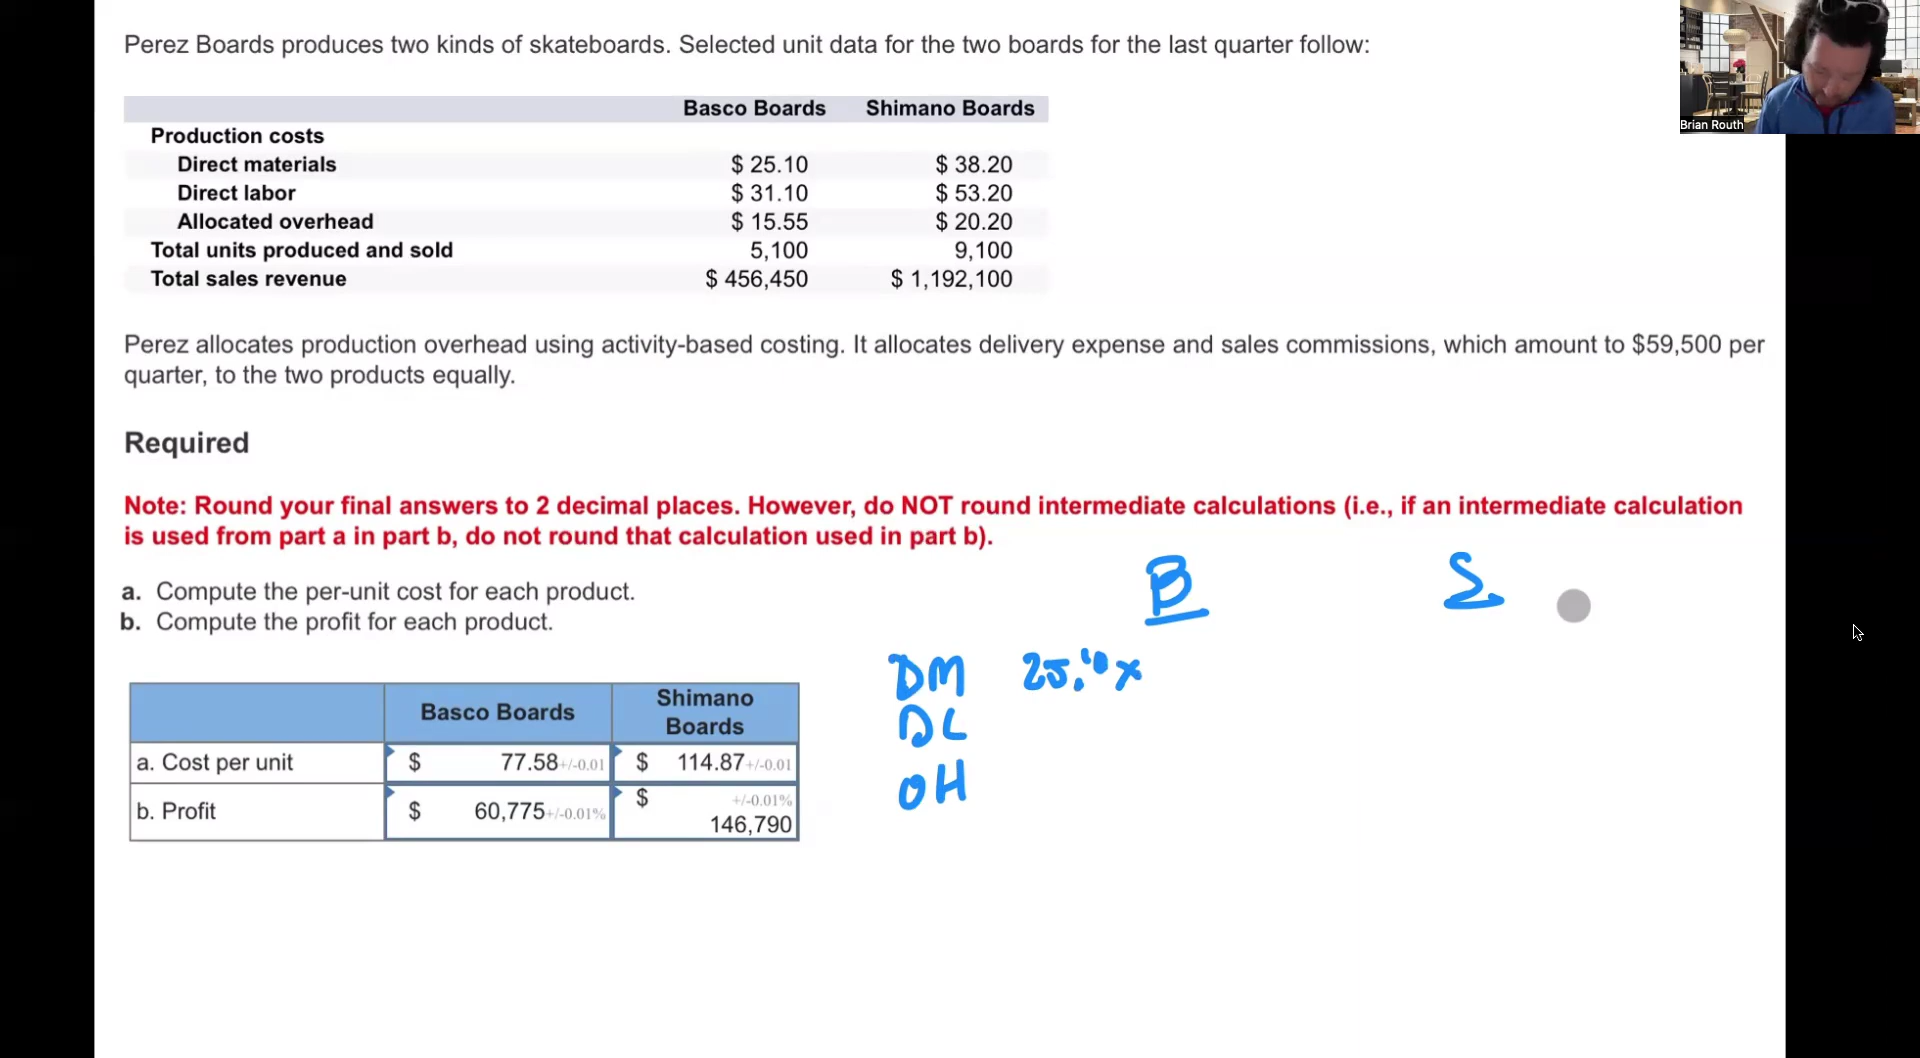 Perez Boards produces two kinds of skateboards. Selected unit data for the two boards for the last quarter follow:
Basco Boards Shimano Boards
Production costs
Direct materials $ 25.10 $ 38.20
Direct labor $ 31.10 $ 53.20
Allocated overhead $ 15.55 $ 20.20
Total units produced and sold 5,100 9,100
Total sales revenue $ 456,450 $ 1,192,100
Perez allocates production overhead using activity-based costing. It allocates delivery expense and sales commissions, which amount to $59,500 per
quarter, to the two products equally.
Required
Note: Round your final answers to 2 decimal places. However, do NOT round intermediate calculations (i.e., if an intermediate calculation
is used from part a in part b, do not round that calculation used in part b).
a. Compute the per-unit cost for each product.
b. Compute the profit for each product.
Basco Boards Shimano
Boards
a. Cost per unit $ 77.58+/-0.01 $ 114.87+/-0.01
b. Profit $ 60,775+/-0.01% $ +/-0.01%
146,790
B S
DM 25.10 x
DL
OH
Brian Routh